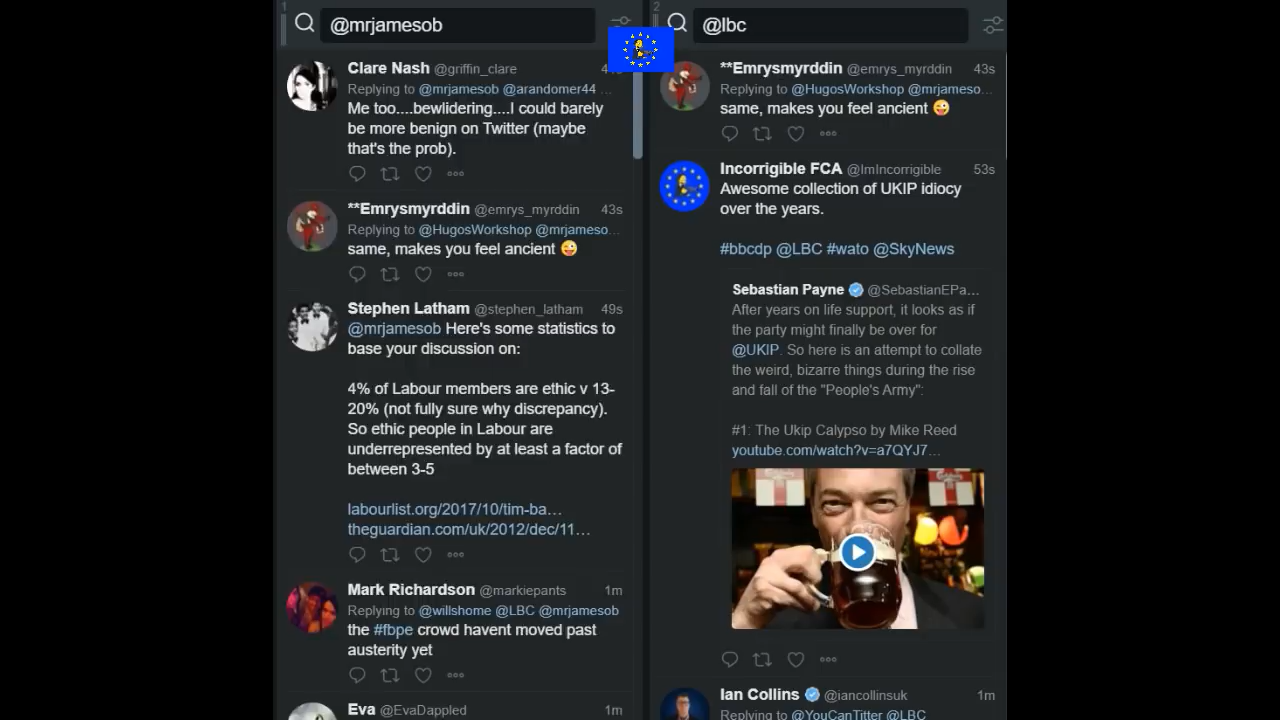 1
@mrjamesob
Clare Nash @griffin_clare
Replying to @mrjamesob @arandomer44 ...
Me too....bewlidering....I could barely
be more benign on Twitter (maybe
that's the prob).
**Emrysmyrddin @emrys_myrddin 43s
Replying to @HugosWorkshop @mrjameso...
same, makes you feel ancient 😜
Stephen Latham @stephen_latham 49s
@mrjamesob Here's some statistics to
base your discussion on:
4% of Labour members are ethic v 13-
20% (not fully sure why discrepancy).
So ethic people in Labour are
underrepresented by at least a factor of
between 3-5
labourlist.org/2017/10/tim-ba…
theguardian.com/uk/2012/dec/11…
Mark Richardson @markiepants 1m
Replying to @willshome @LBC @mrjamesob
the #fbpe crowd havent moved past
austerity yet
Eva @EvaDappled 1m
2
@lbc
**Emrysmyrddin @emrys_myrddin 43s
Replying to @HugosWorkshop @mrjameso...
same, makes you feel ancient 😜
Incorrigible FCA @ImIncorrigible 53s
Awesome collection of UKIP idiocy
over the years.
#bbcdp @LBC #wato @SkyNews
Sebastian Payne @SebastianEPa...
After years on life support, it looks as if
the party might finally be over for
@UKIP. So here is an attempt to collate
the weird, bizarre things during the rise
and fall of the "People's Army":
#1: The Ukip Calypso by Mike Reed
youtube.com/watch?v=a7QYJ7…
Ian Collins @iancollinsuk 1m
Replying to @YouCanTitter @LBC